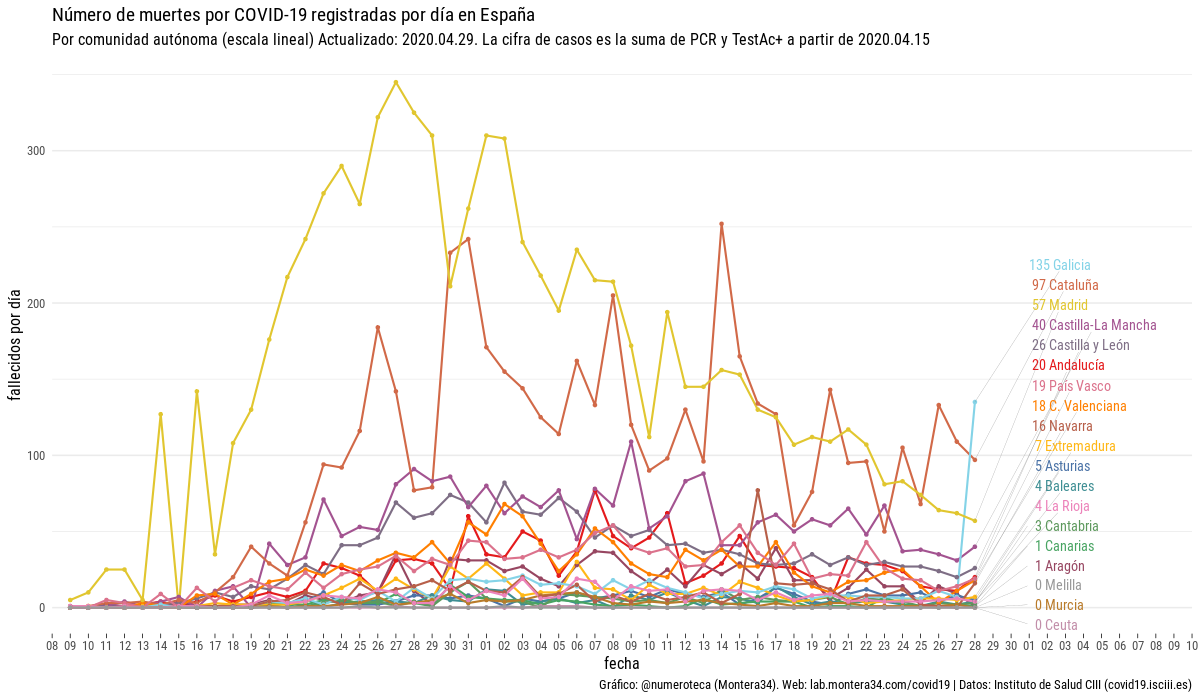 Número de muertes por COVID-19 registradas por día en España
Por comunidad autónoma (escala lineal) Actualizado: 2020.04.29. La cifra de casos es la suma de PCR y TestAc+ a partir de 2020.04.15
fallecidos por día
300
200
100
0
135 Galicia
97 Cataluña
57 Madrid
40 Castilla-La Mancha
26 Castilla y León
20 Andalucía
19 País Vasco
18 C. Valenciana
16 Navarra
7 Extremadura
5 Asturias
4 Baleares
4 La Rioja
3 Cantabria
1 Canarias
1 Aragón
0 Melilla
0 Murcia
0 Ceuta
08 09 10 11 12 13 14 15 16 17 18 19 20 21 22 23 24 25 26 27 28 29 30 31 01 02 03 04 05 06 07 08 09 10 11 12 13 14 15 16 17 18 19 20 21 22 23 24 25 26 27 28 29 30 01 02 03 04 05 06 07 08 09 10
fecha
Gráfico: @numeroteca (Montera34). Web: lab.montera34.com/covid19 | Datos: Instituto de Salud CIII (covid19.isciii.es)